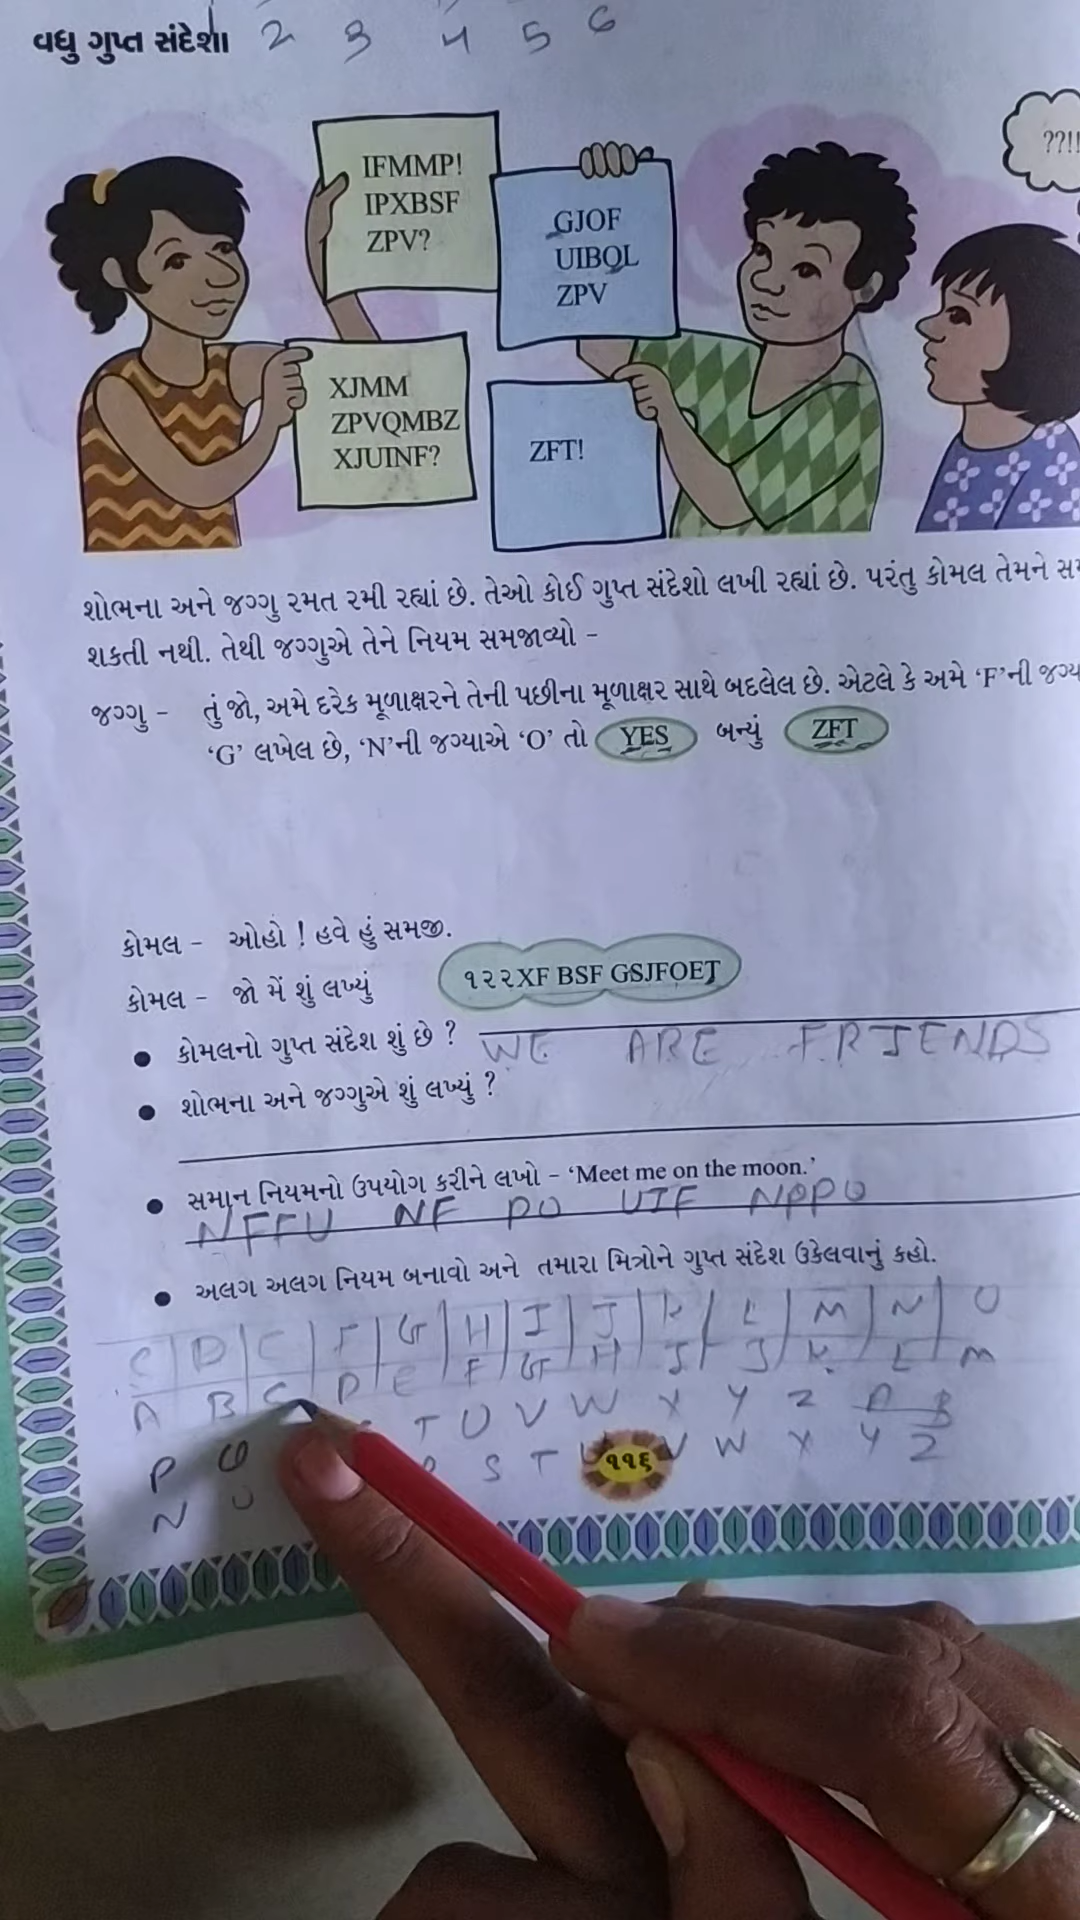 વધુ ગુપ્ત સંદેશા 2 3 4 5 6
??!!
IFMMP!
IPXBSF
ZPV?
GJOF
UIBOL
ZPV
XJMM
ZPVQMBZ
XJUINF?
ZFT!
શોભના અને જગ્ગુ રમત રમી રહ્યાં છે. તેઓ કોઈ ગુપ્ત સંદેશો લખી રહ્યાં છે. પરંતુ કોમલ તેમને
શકતી નથી. તેથી જગ્ગુએ તેને નિયમ સમજાવ્યો -
જગ્ગુ - તું જો, અમે દરેક મૂળાક્ષરને તેની પછીના મૂળાક્ષર સાથે બદલેલ છે. એટલે કે અમે 'F'ની
'G' લખેલ છે, 'N'ની જગ્યાએ 'O' તો YES બન્યું ZFT
કોમલ - ઓહો ! હવે હું સમજી.
કોમલ - જો મેં શું લખ્યું ૧૨૨XF BSF GSJFOET
● કોમલનો ગુપ્ત સંદેશ શું છે ? WE ARE FRIENDS
● શોભના અને જગ્ગુએ શું લખ્યું ?
● સમાન નિયમનો ઉપયોગ કરીને લખો - 'Meet me on the moon.'
NFFU NF PO UIF NPPO
● અલગ અલગ નિયમ બનાવો અને તમારા મિત્રોને ગુપ્ત સંદેશ ઉકેલવાનું કહો.
C D F G H I J K L M N O
A B C D E F G H I J K L M
P Q T U V W X Y Z A B
N S T V W X Y Z
૧૧૬